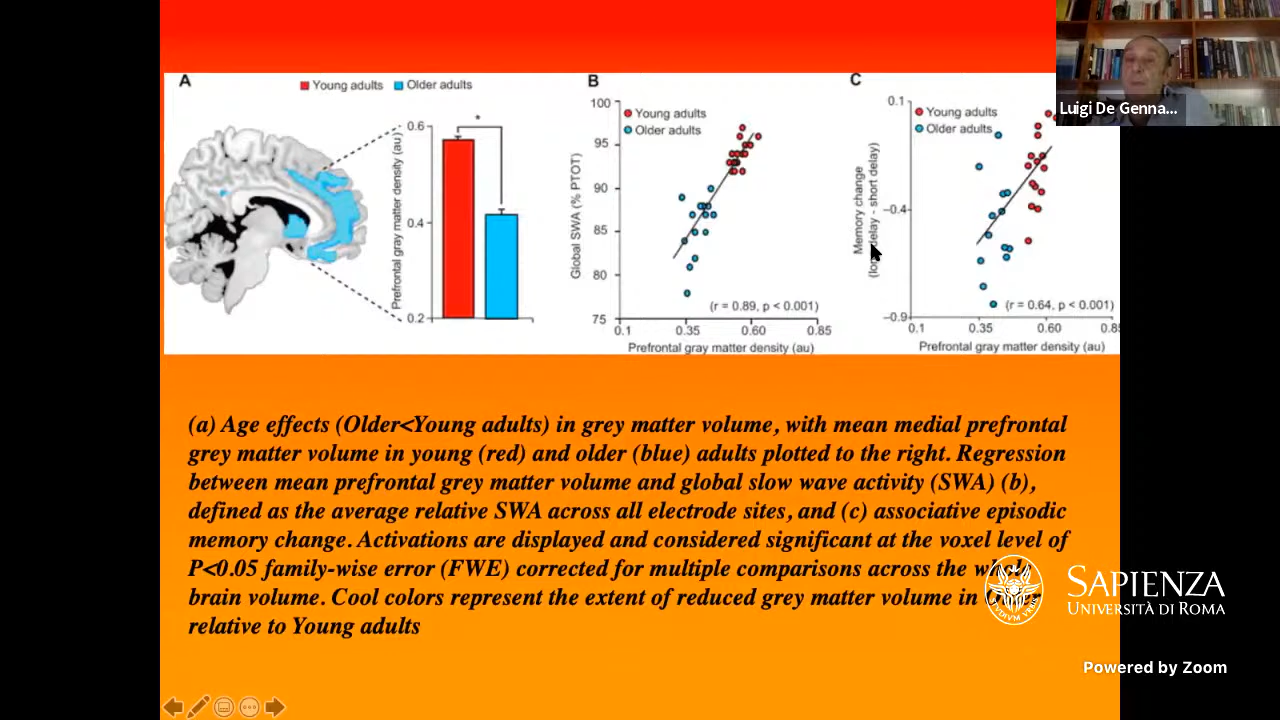 A
Young adults
Older adults
Prefrontal gray matter density (au)
0.6
0.4
0.2
*
B
Young adults
Older adults
Global SWA (% PTOT)
100
95
90
85
80
75
(r = 0.89, p < 0.001)
0.1 0.35 0.60 0.85
Prefrontal gray matter density (au)
C
Young adults
Older adults
Memory change
delay - short delay)
0.1
–0.4
–0.9
(r = 0.64, p < 0.001)
0.1 0.35 0.60
Prefrontal gray matter density (au)
Luigi De Genna...
(a) Age effects (Older<Young adults) in grey matter volume, with mean medial prefrontal
grey matter volume in young (red) and older (blue) adults plotted to the right. Regression
between mean prefrontal grey matter volume and global slow wave activity (SWA) (b),
defined as the average relative SWA across all electrode sites, and (c) associative episodic
memory change. Activations are displayed and considered significant at the voxel level of
P<0.05 family-wise error (FWE) corrected for multiple comparisons across the
brain volume. Cool colors represent the extent of reduced grey matter volume in
relative to Young adults
SAPIENZA
UNIVERSITÀ DI ROMA
Powered by Zoom